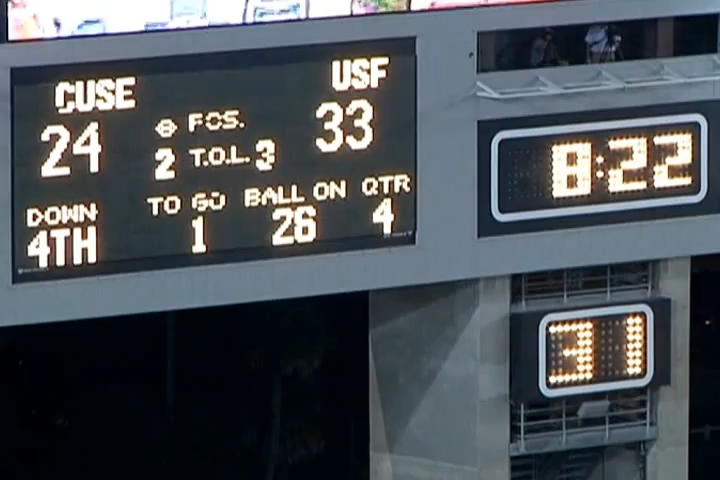 CUSE USF
24 POS. 33
2 T.O.L. 3
DOWN TO GO BALL ON QTR
4TH 1 26 4
8:22
31